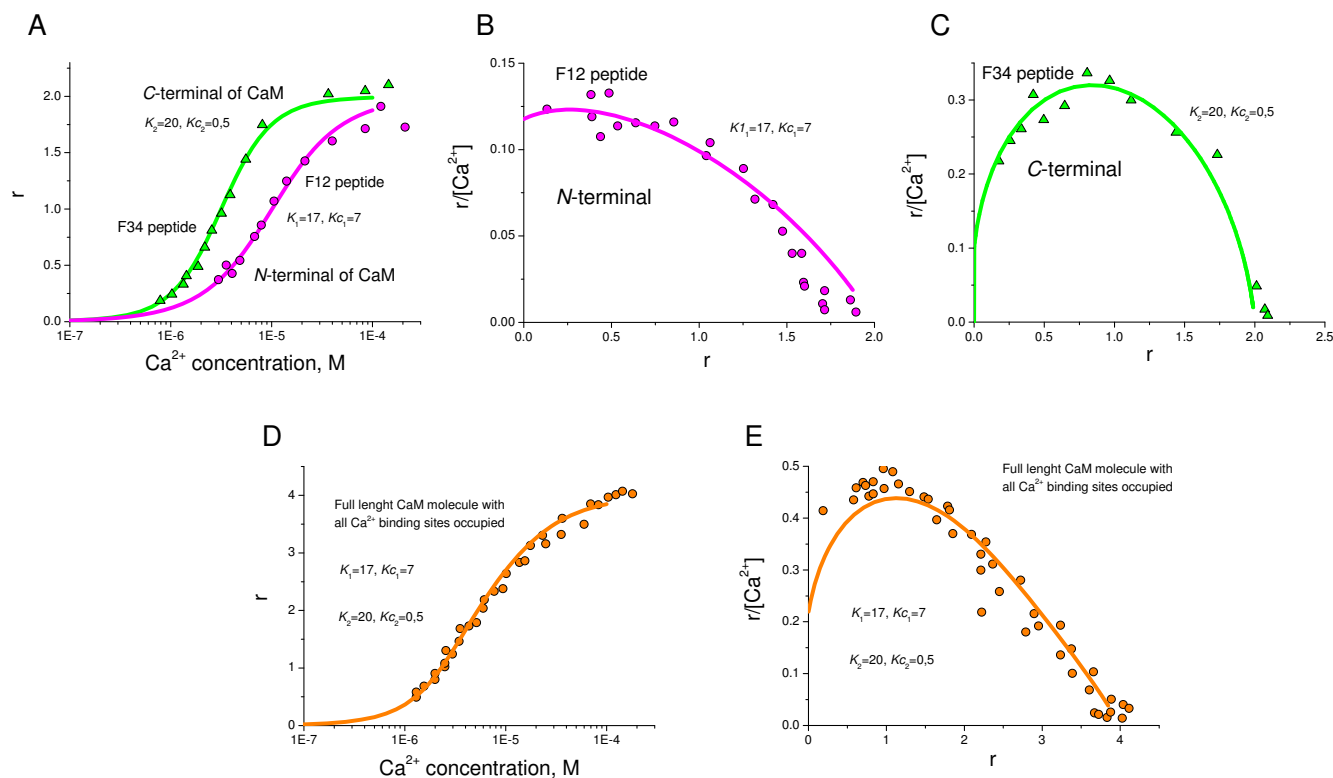 A
r
2.0
1.5
1.0
0.5
0.0
C-terminal of CaM
K₂=20, Kc₂=0,5
F12 peptide
K₁=17, Kc₁=7
F34 peptide
N-terminal of CaM
1E-7 1E-6 1E-5 1E-4
Ca²⁺ concentration, M
B
r/[Ca²⁺]
0.15
0.10
0.05
0.00
F12 peptide
K1₁=17, Kc₁=7
N-terminal
0.0 0.5 1.0 1.5 2.0
r
C
r/[Ca²⁺]
0.3
0.2
0.1
0.0
F34 peptide
K₂=20, Kc₂=0,5
C-terminal
0.0 0.5 1.0 1.5 2.0 2.5
r
D
r
4
3
2
1
0
Full lenght CaM molecule with
all Ca²⁺ binding sites occupied
K₁=17, Kc₁=7
K₂=20, Kc₂=0,5
1E-7 1E-6 1E-5 1E-4
Ca²⁺ concentration, M
E
r/[Ca²⁺]
0.5
0.4
0.3
0.2
0.1
0.0
Full lenght CaM molecule with
all Ca²⁺ binding sites occupied
K₁=17, Kc₁=7
K₂=20, Kc₂=0,5
0 1 2 3 4
r